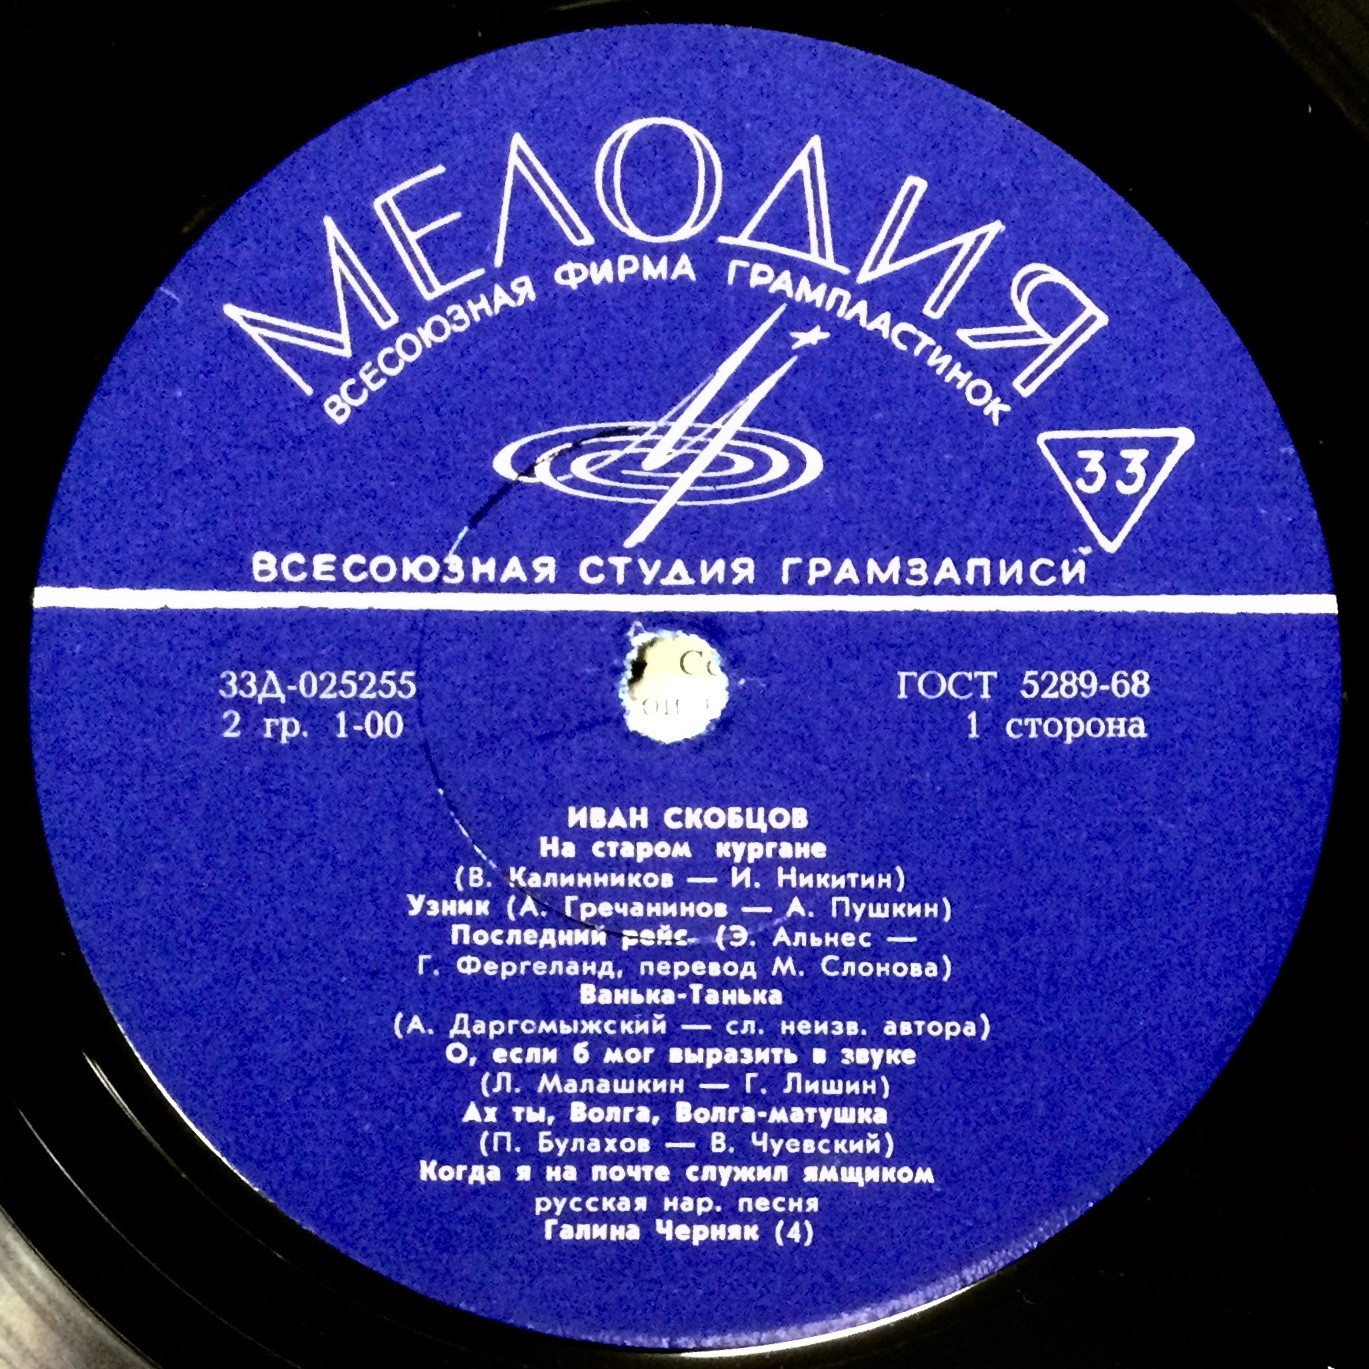 МЕЛОДИЯ
ВСЕСОЮЗНАЯ ФИРМА ГРАМПЛАСТИНОК
33
ВСЕСОЮЗНАЯ СТУДИЯ ГРАМЗАПИСИ
33Д-025255
2 гр. 1-00
ГОСТ 5289-68
1 сторона
ИВАН СКОБЦОВ
На старом кургане
(В. Калинников — И. Никитин)
Узник (А. Гречанинов — А. Пушкин)
Последний рейс (Э. Альнес —
Г. Фергеланд, перевод М. Слонова)
Ванька-Танька
(А. Даргомыжский — сл. неизв. автора)
О, если б мог выразить в звуке
(Л. Малашкин — Г. Лишин)
Ах ты, Волга, Волга-матушка
(П. Булахов — В. Чуевский)
Когда я на почте служил ямщиком
русская нар. песня
Галина Черняк (4)